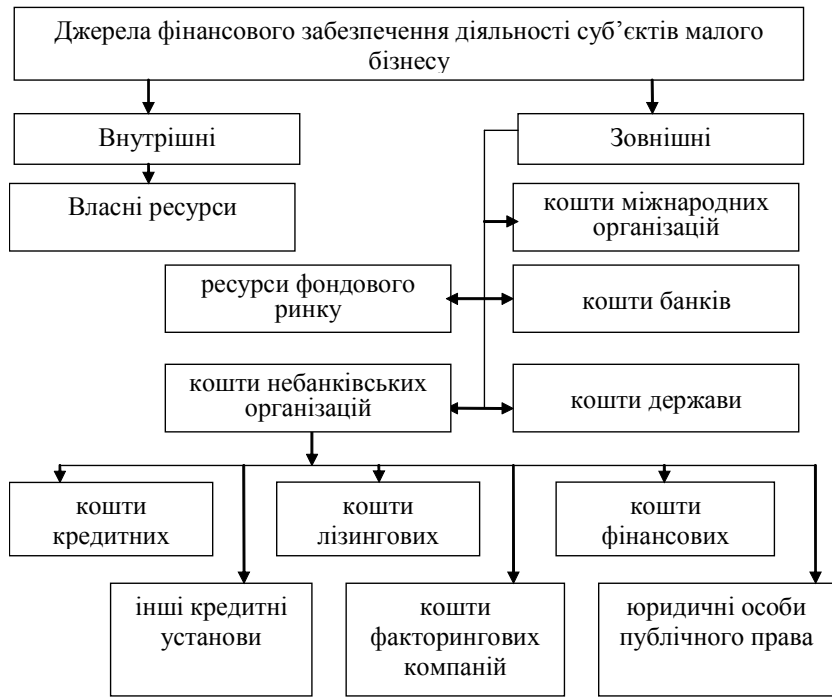 Джерела фінансового забезпечення діяльності суб’єктів малого
бізнесу
Внутрішні
Зовнішні
Власні ресурси
кошти міжнародних
організацій
ресурси фондового
ринку
кошти банків
кошти небанківських
організацій
кошти держави
кошти
кредитних
кошти
лізингових
кошти
фінансових
інші кредитні
установи
кошти
факторингових
компаній
юридичні особи
публічного права